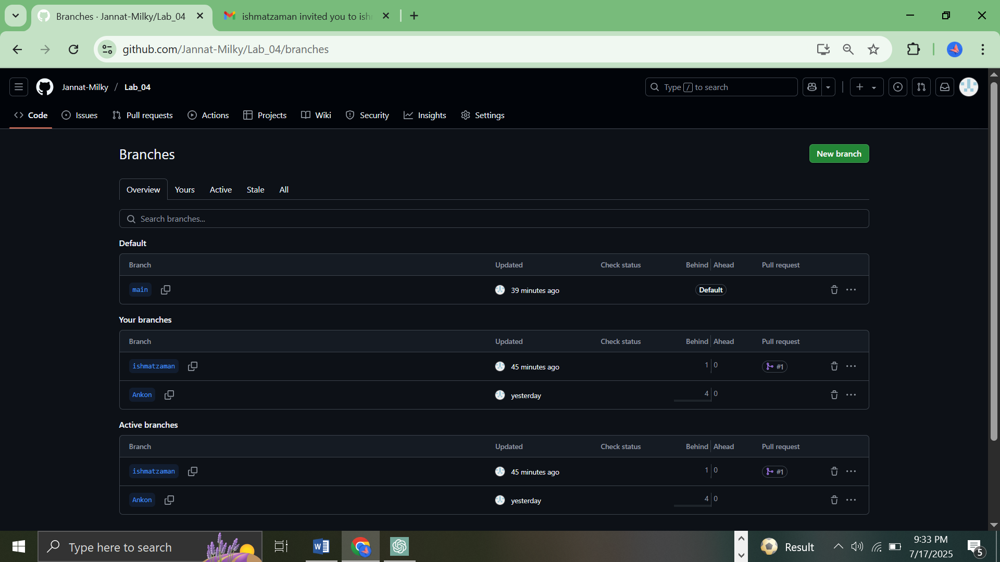 Branches · Jannat-Milky/Lab_04
ishmatzaman invited you to ish
github.com/Jannat-Milky/Lab_04/branches
Jannat-Milky / Lab_04
Type / to search
Code Issues Pull requests Actions Projects Wiki Security Insights Settings
Branches
New branch
Overview Yours Active Stale All
Search branches...
Default
Branch Updated Check status Behind Ahead Pull request
main 39 minutes ago Default
Your branches
Branch Updated Check status Behind Ahead Pull request
ishmatzaman 45 minutes ago 1 0 #1
Ankon yesterday 4 0
Active branches
Branch Updated Check status Behind Ahead Pull request
ishmatzaman 45 minutes ago 1 0 #1
Ankon yesterday 4 0
Type here to search
Result
9:33 PM
7/17/2025
5